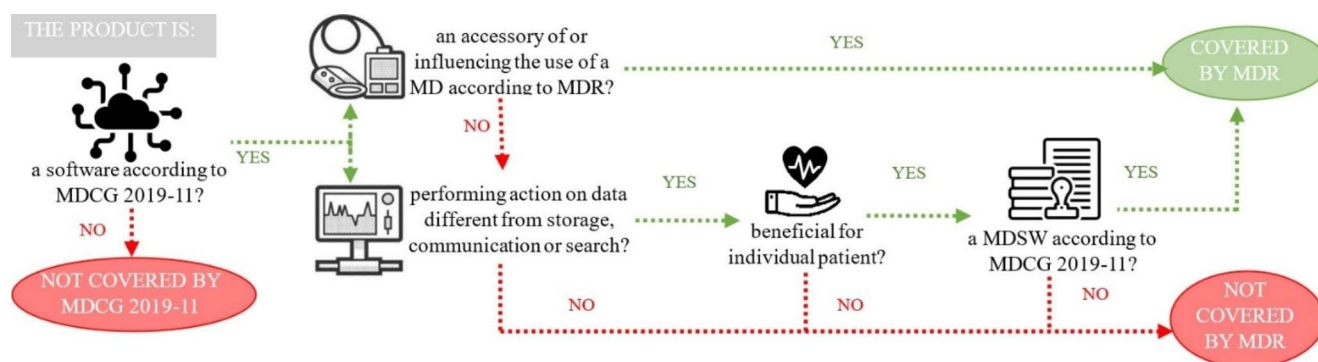 THE PRODUCT IS:
a software according to
MDCG 2019-11?
NO
NOT COVERED BY
MDCG 2019-11
YES
an accessory of or
influencing the use of a
MD according to MDR?
YES
COVERED
BY MDR
NO
performing action on data
different from storage,
communication or search?
YES
beneficial for
individual patient?
YES
a MDSW according to
MDCG 2019-11?
YES
NO
NO
NO
NOT
COVERED
BY MDR